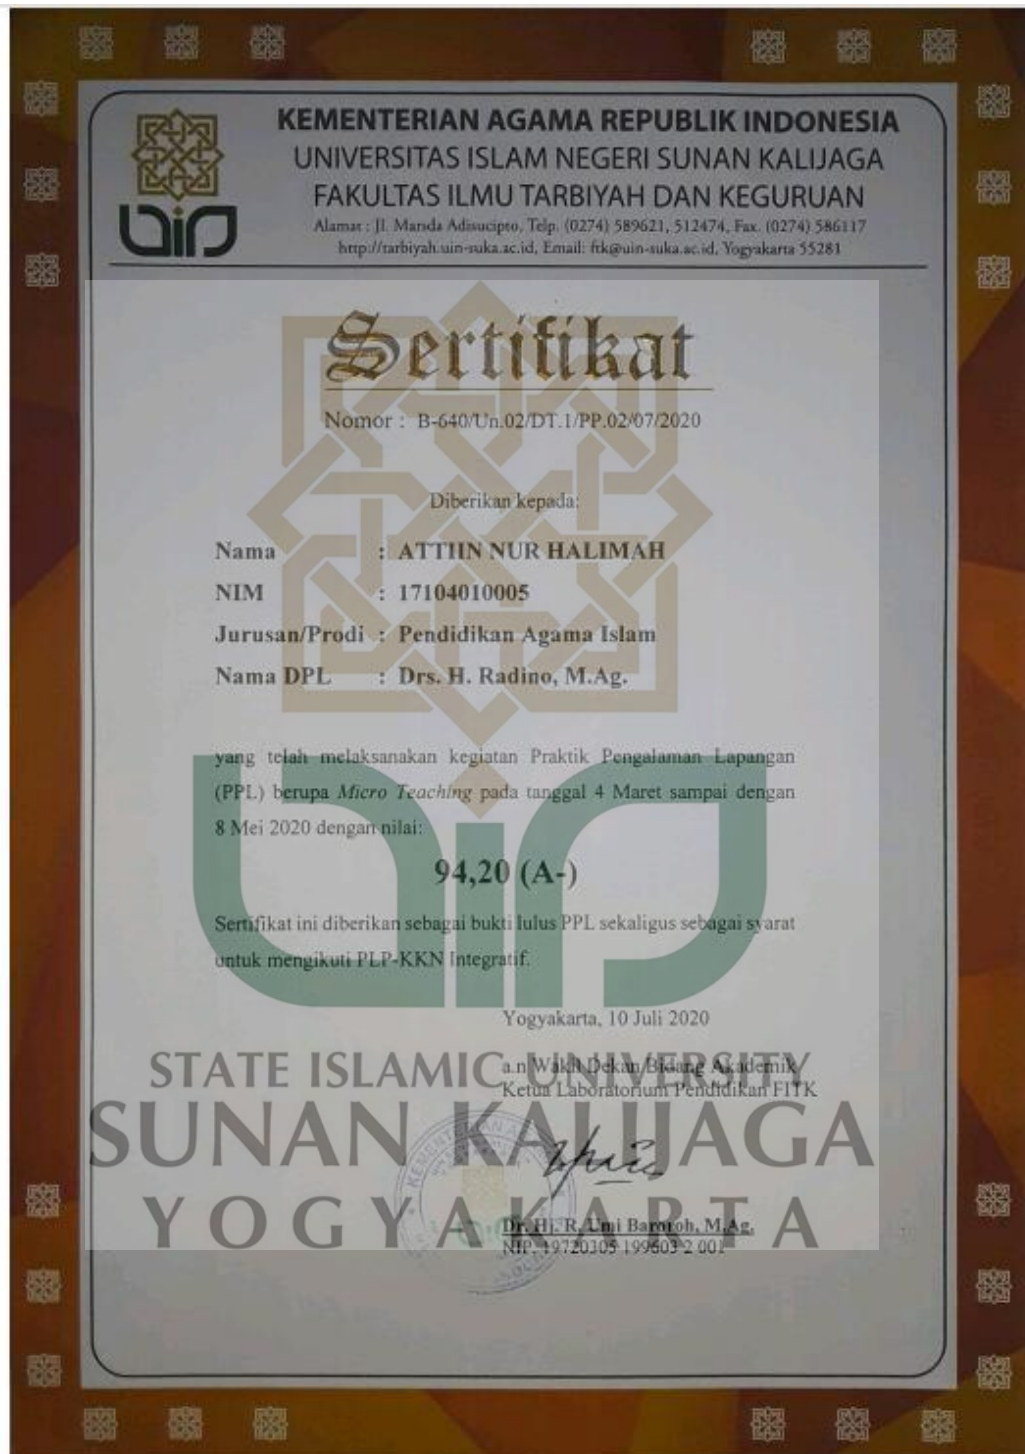 KEMENTERIAN AGAMA REPUBLIK INDONESIA
UNIVERSITAS ISLAM NEGERI SUNAN KALIJAGA
FAKULTAS ILMU TARBIYAH DAN KEGURUAN
Alamat : Jl. Marsda Adisucipto, Telp. (0274) 589621, 512474, Fax. (0274) 586117
http://tarbiyah.uin-suka.ac.id, Email: ftk@uin-suka.ac.id, Yogyakarta 55281
uin
Sertifikat
Nomor : B-640/Un.02/DT.1/PP.02/07/2020
Diberikan kepada:
Nama : ATTIIN NUR HALIMAH
NIM : 17104010005
Jurusan/Prodi : Pendidikan Agama Islam
Nama DPL : Drs. H. Radino, M.Ag.
yang telah melaksanakan kegiatan Praktik Pengalaman Lapangan
(PPL) berupa Micro Teaching pada tanggal 4 Maret sampai dengan
8 Mei 2020 dengan nilai:
94,20 (A-)
Sertifikat ini diberikan sebagai bukti lulus PPL sekaligus sebagai syarat
untuk mengikuti PLP-KKN Integratif.
Yogyakarta, 10 Juli 2020
a.n Wakil Dekan Bidang Akademik
Ketua Laboratorium Pendidikan FITK
Dr. Hj. R. Umi Baroroh, M.Ag.
NIP. 19720305 199603 2 001
uin
STATE ISLAMIC UNIVERSITY
SUNAN KALIJAGA
YOGYAKARTA